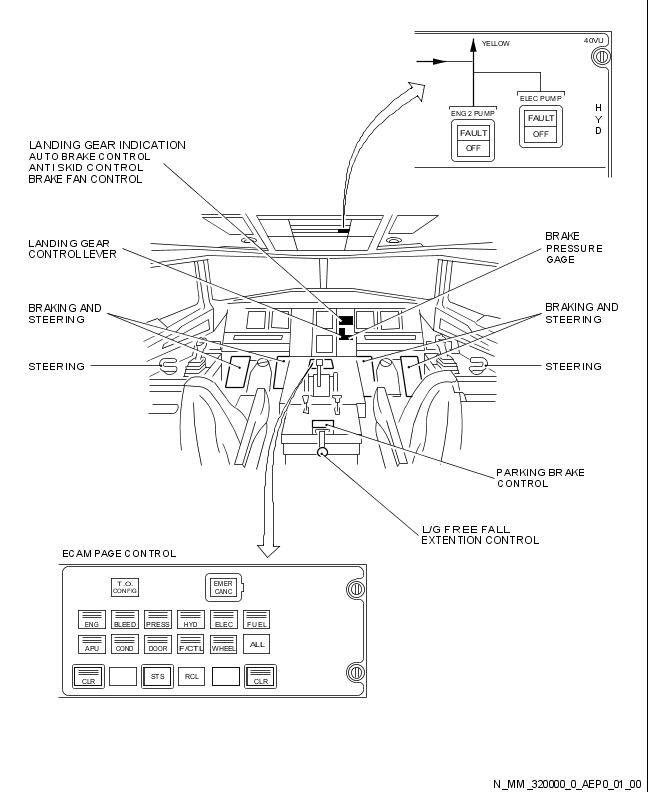 YELLOW
40VU
ELEC PUMP
ENG 2 PUMP
FAULT
OFF
FAULT
OFF
H
Y
D
LANDING GEAR INDICATION
AUTO BRAKE CONTROL
ANTI SKID CONTROL
BRAKE FAN CONTROL
LANDING GEAR
CONTROL LEVER
BRAKE
PRESSURE
GAGE
BRAKING AND
STEERING
BRAKING AND
STEERING
STEERING
STEERING
PARKING BRAKE
CONTROL
L/G FREE FALL
EXTENTION CONTROL
ECAM PAGE CONTROL
T.O.
CONFIG
EMER
CANC
ENG BLEED PRESS HYD ELEC FUEL
APU COND DOOR F/CTL WHEEL ALL
CLR STS RCL CLR
N_MM_320000_0_AEP0_01_00